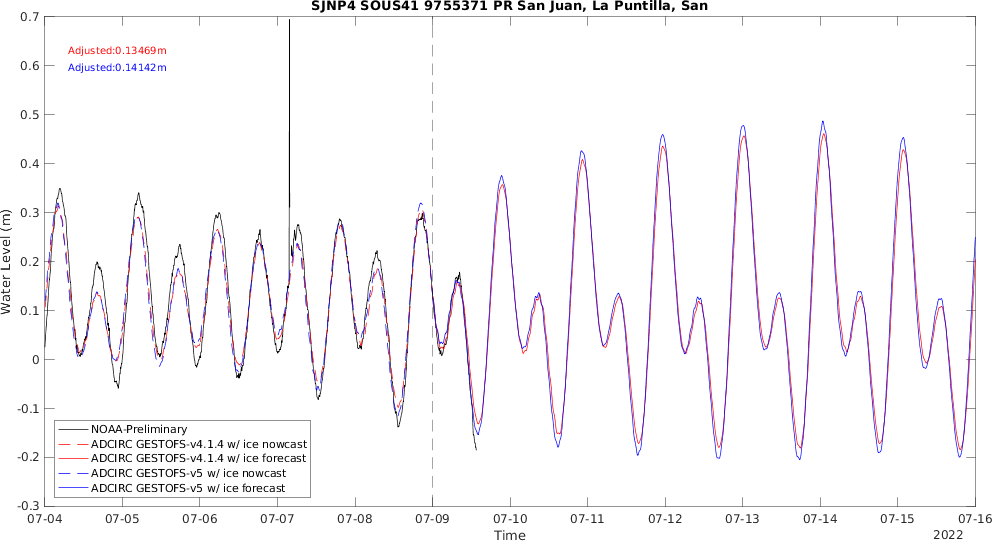 SJNP4 SOUS41 9755371 PR San Juan, La Puntilla, San
Adjusted:0.13469m
Adjusted:0.14142m
0.7
0.6
0.5
0.4
0.3
0.2
0.1
0
-0.1
-0.2
-0.3
Water Level (m)
NOAA-Preliminary
ADCIRC GESTOFS-v4.1.4 w/ ice nowcast
ADCIRC GESTOFS-v4.1.4 w/ ice forecast
ADCIRC GESTOFS-v5 w/ ice nowcast
ADCIRC GESTOFS-v5 w/ ice forecast
07-04 07-05 07-06 07-07 07-08 07-09 07-10 07-11 07-12 07-13 07-14 07-15 07-16
Time
2022